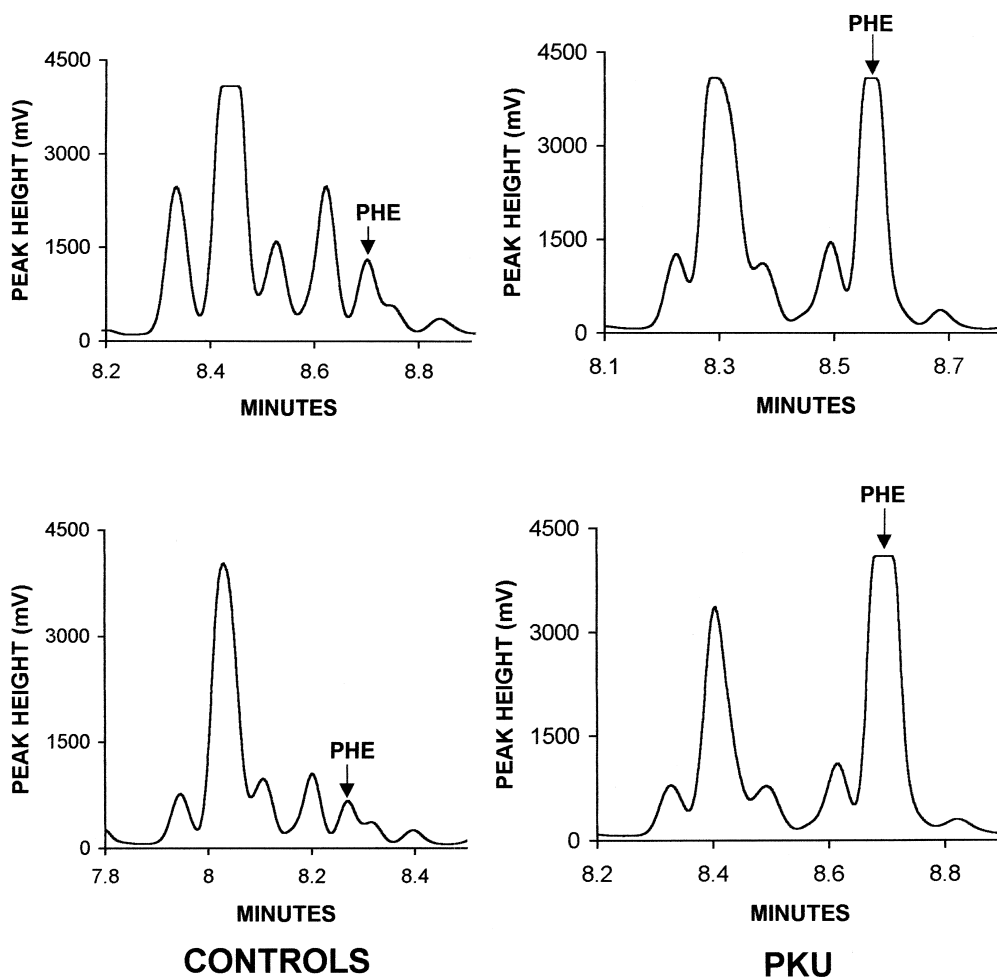 PHE
4500
3000
1500
0
PEAK HEIGHT (mV)
PHE
8.2 8.4 8.6 8.8
MINUTES
4500
3000
1500
0
PEAK HEIGHT (mV)
8.1 8.3 8.5 8.7
MINUTES
4500
3000
1500
0
PEAK HEIGHT (mV)
PHE
7.8 8 8.2 8.4
MINUTES
PHE
4500
3000
1500
0
PEAK HEIGHT (mV)
8.2 8.4 8.6 8.8
MINUTES
CONTROLS
PKU